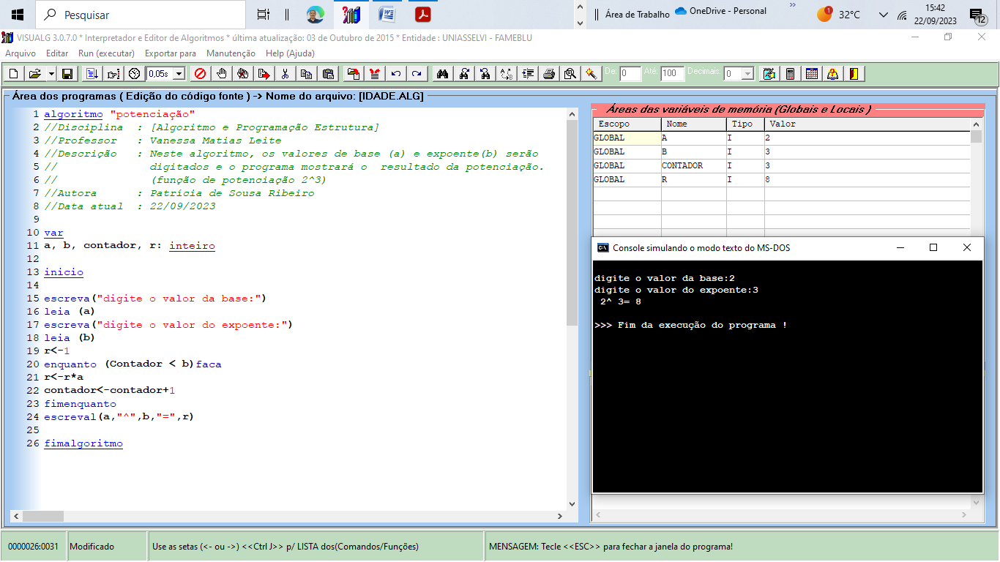 Pesquisar
Área de Trabalho
OneDrive - Personal
»
1
32°C
15:42
22/09/2023
12
VISUALG 3.0.7.0 * Interpretador e Editor de Algoritmos * última atualização: 03 de Outubro de 2015 * Entidade : UNIASSELVI - FAMEBLU
Arquivo Editar Run (executar) Exportar para Manutenção Help (Ajuda)
0,05s De: 0 Até: 100 Decimais: 0
Área dos programas ( Edição do código fonte ) -> Nome do arquivo: [IDADE.ALG]
1 algoritmo "potenciação"
2 //Disciplina : [Algoritmo e Programação Estrutura]
3 //Professor : Vanessa Matias Leite
4 //Descrição : Neste algoritmo, os valores de base (a) e expoente(b) serão
5 // digitados e o programa mostrará o resultado da potenciação.
6 // (função de potenciação 2^3)
7 //Autora : Patrícia de Sousa Ribeiro
8 //Data atual : 22/09/2023
9
10 var
11 a, b, contador, r: inteiro
12
13 inicio
14
15 escreva("digite o valor da base:")
16 leia (a)
17 escreva("digite o valor do expoente:")
18 leia (b)
19 r<-1
20 enquanto (Contador < b)faca
21 r<-r*a
22 contador<-contador+1
23 fimenquanto
24 escreval(a,"^",b,"=",r)
25
26 fimalgoritmo
Áreas das variáveis de memória (Globais e Locais )
Escopo Nome Tipo Valor
GLOBAL A I 2
GLOBAL B I 3
GLOBAL CONTADOR I 3
GLOBAL R I 8
Console simulando o modo texto do MS-DOS
digite o valor da base:2
digite o valor do expoente:3
2^ 3= 8
>>> Fim da execução do programa !
0000026:0031 Modificado Use as setas (<- ou ->) <<Ctrl J>> p/ LISTA dos(Comandos/Funções) MENSAGEM: Tecle <<ESC>> para fechar a janela do programa!